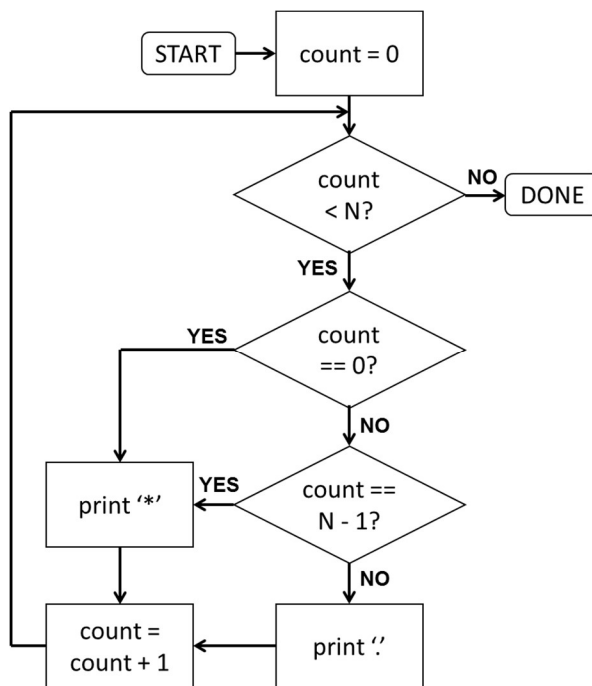 START
count = 0
count
< N?
NO
DONE
YES
count
== 0?
YES
NO
count ==
N - 1?
YES
print ‘*’
NO
print ‘.’
count =
count + 1